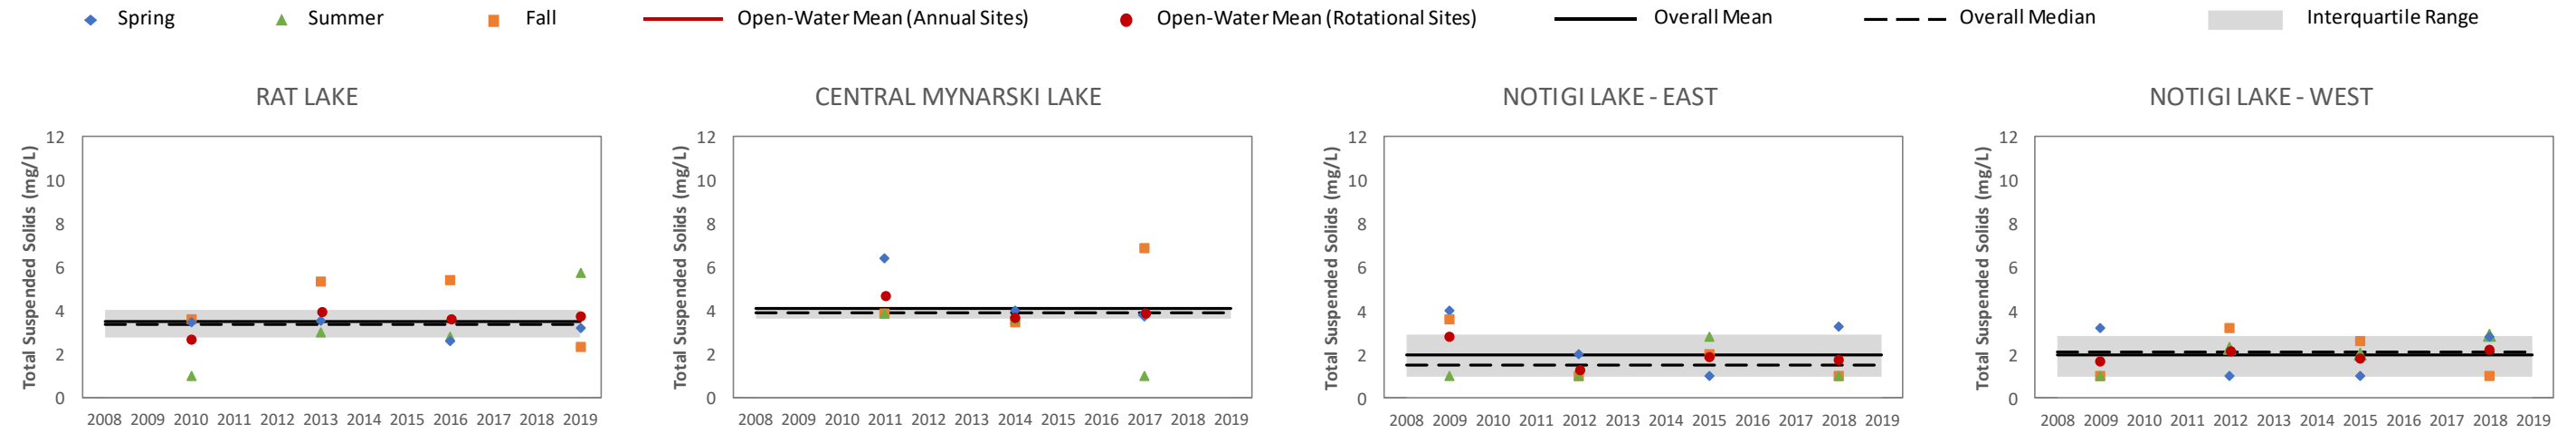 Spring Summer Fall Open-Water Mean (Annual Sites) Open-Water Mean (Rotational Sites) Overall Mean Overall Median Interquartile Range
RAT LAKE
Total Suspended Solids (mg/L)
12
10
8
6
4
2
0
2008 2009 2010 2011 2012 2013 2014 2015 2016 2017 2018 2019
CENTRAL MYNARSKI LAKE
Total Suspended Solids (mg/L)
12
10
8
6
4
2
0
2008 2009 2010 2011 2012 2013 2014 2015 2016 2017 2018 2019
NOTIGI LAKE - EAST
Total Suspended Solids (mg/L)
12
10
8
6
4
2
0
2008 2009 2010 2011 2012 2013 2014 2015 2016 2017 2018 2019
NOTIGI LAKE - WEST
Total Suspended Solids (mg/L)
12
10
8
6
4
2
0
2008 2009 2010 2011 2012 2013 2014 2015 2016 2017 2018 2019